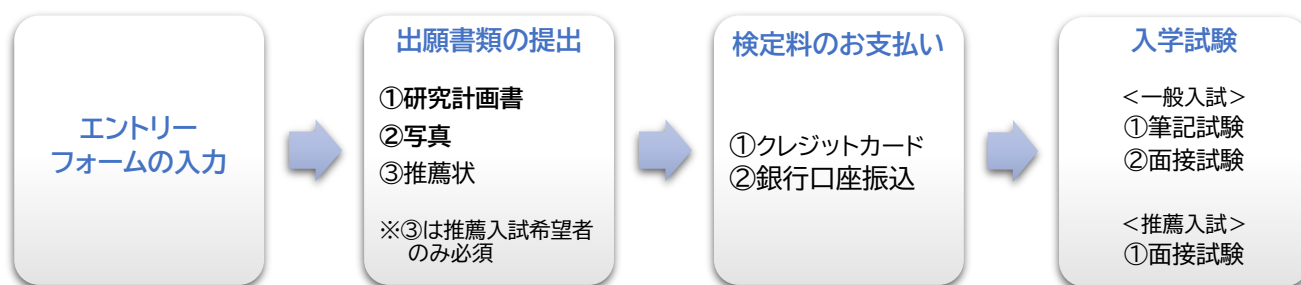 エントリー
フォームの入力
出願書類の提出
①研究計画書
②写真
③推薦状
※③は推薦入試希望者
のみ必須
検定料のお支払い
①クレジットカード
②銀行口座振込
入学試験
＜一般入試＞
①筆記試験
②面接試験
＜推薦入試＞
①面接試験